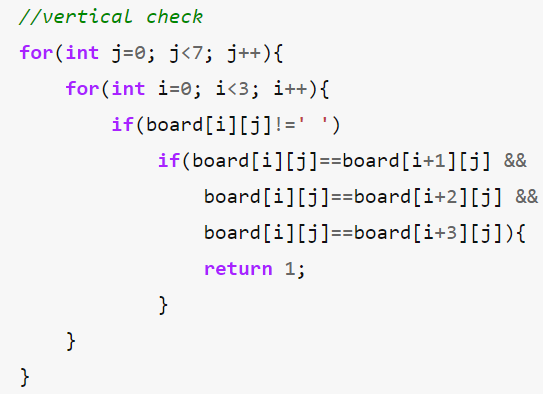 //vertical check
for(int j=0; j<7; j++){
    for(int i=0; i<3; i++){
        if(board[i][j]!=' ')
            if(board[i][j]==board[i+1][j] &&
                board[i][j]==board[i+2][j] &&
                board[i][j]==board[i+3][j]){
                return 1;
            }
    }
}